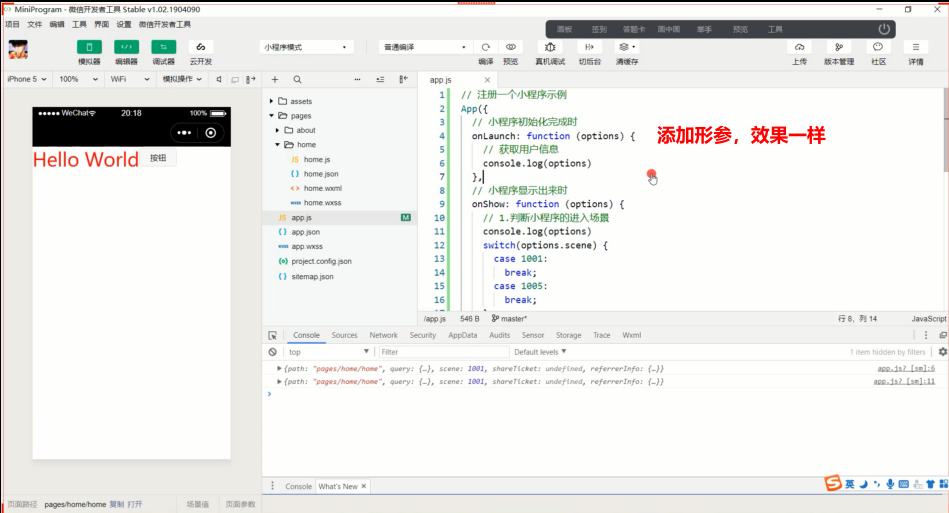 MiniProgram - 微信开发者工具 Stable v1.02.1904090
项目 文件 编辑 工具 界面 设置 微信开发者工具
画板 签到 答题卡 画中画 举手 预览 工具
小程序模式 普通编译
模拟器 编辑器 调试器 云开发 编译 预览 真机调试 切后台 清缓存 上传 版本管理 社区 详情
iPhone 5 100% WiFi 模拟操作
app.js
WeChat 20:18 100%
Hello World 按钮
assets
pages
about
home
JS home.js
{} home.json
<> home.wxml
wxss home.wxss
JS app.js M
{} app.json
wxss app.wxss
{o} project.config.json
{} sitemap.json
1 // 注册一个小程序示例
2 App({
3 // 小程序初始化完成时
4 onLaunch: function (options) {
5 // 获取用户信息
6 console.log(options)
7 },
8 // 小程序显示出来时
9 onShow: function (options) {
10 // 1.判断小程序的进入场景
11 console.log(options)
12 switch(options.scene) {
13 case 1001:
14 break;
15 case 1005:
16 break;
添加形参，效果一样
/app.js 546 B master* 行 8，列 14 JavaScript
Console Sources Network Security AppData Audits Sensor Storage Trace Wxml
top Filter Default levels 1 item hidden by filters
{path: "pages/home/home", query: {…}, scene: 1001, shareTicket: undefined, referrerInfo: {…}} app.js? [sm]:6
{path: "pages/home/home", query: {…}, scene: 1001, shareTicket: undefined, referrerInfo: {…}} app.js? [sm]:11
>
Console What's New ×
英
页面路径 pages/home/home 复制 打开 场景值 页面参数